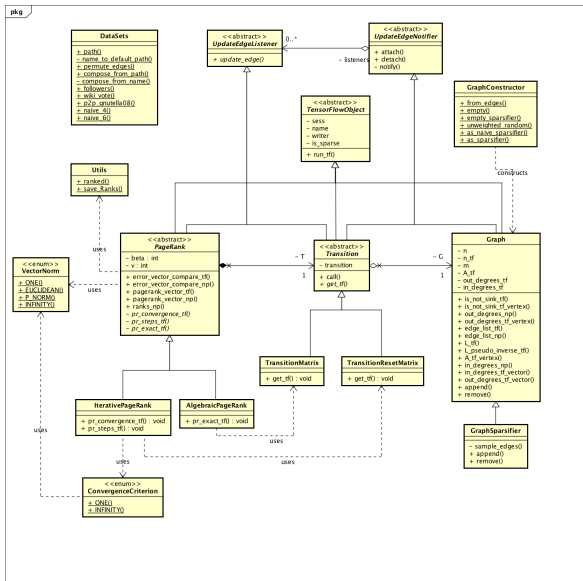 pkg
DataSets
+ path()
− name_to_default_path()
+ permute_edges()
+ compose_from_path()
− compose_from_name()
+ followers()
+ wiki_vote()
+ p2p_gnutella08()
+ naive_4()
+ naive_6()
<<abstract>>
UpdateEdgeListener
+ update_edge()
0..*
− listeners
<<abstract>>
UpdateEdgeNotifier
+ attach()
+ detach()
− notify()
<<abstract>>
TensorFlowObject
− sess
− name
− writer
− is_sparse
+ run_tf()
GraphConstructor
+ from_edges()
+ empty()
+ empty_sparsifier()
+ unweighted_random()
+ as_naive_sparsifier()
+ as_sparsifier()
constructs
Utils
+ ranked()
+ save_Ranks()
uses
<<enum>>
VectorNorm
+ ONE()
+ EUCLIDEAN()
+ P_NORM()
+ INFINITY()
uses
<<abstract>>
PageRank
− beta : int
− v : int
+ error_vector_compare_tf()
+ error_vector_compare_np()
+ pagerank_vector_tf()
+ pagerank_vector_np()
+ ranks_np()
− pr_convergence_tf()
− pr_steps_tf()
− pr_exact_tf()
− T
1
<<abstract>>
Transition
− transition
+ call()
+ get_tf()
− G
1
Graph
− n
− n_tf
− m
− A_tf
− out_degrees_tf
− in_degrees_tf
+ is_not_sink_tf()
+ is_not_sink_tf_vertex()
+ out_degrees_np()
+ out_degrees_tf_vertex()
+ edge_list_tf()
+ edge_list_np()
+ L_tf()
+ L_pseudo_inverse_tf()
+ A_tf_vertex()
+ in_degrees_np()
+ in_degrees_tf_vector()
+ out_degrees_tf_vector()
+ append()
+ remove()
TransitionMatrix
+ get_tf() : void
TransitionResetMatrix
+ get_tf() : void
IterativePageRank
+ pr_convergence_tf() : void
+ pr_steps_tf() : void
AlgebraicPageRank
+ pr_exact_tf() : void
uses
uses
uses
GraphSparsifier
− sample_edges()
+ append()
+ remove()
<<enum>>
ConvergenceCriterion
+ ONE()
+ INFINITY()